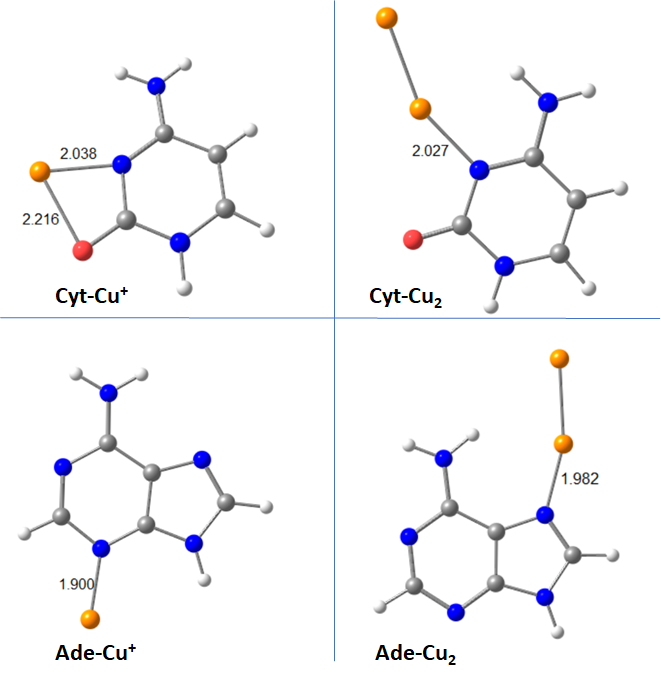 2.038
2.216
Cyt-Cu⁺
2.027
Cyt-Cu₂
1.900
Ade-Cu⁺
1.982
Ade-Cu₂